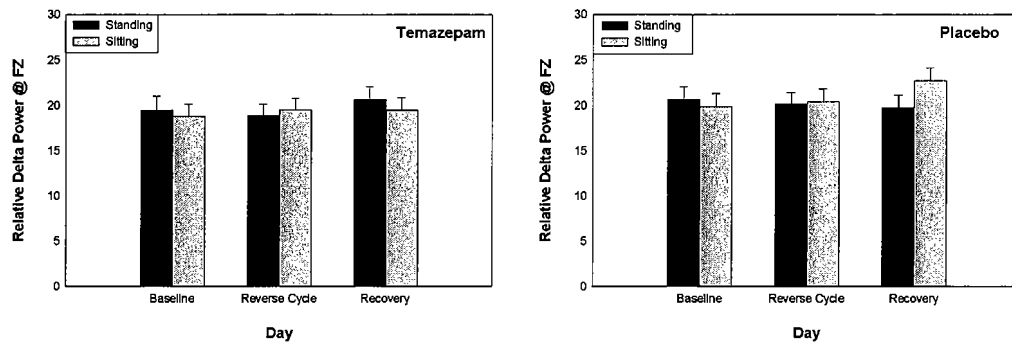 30
25
20
15
10
5
0
Relative Delta Power @ FZ
Standing
Sitting
Temazepam
Baseline
Reverse Cycle
Recovery
Day
30
25
20
15
10
5
0
Relative Delta Power @ FZ
Standing
Sitting
Placebo
Baseline
Reverse Cycle
Recovery
Day